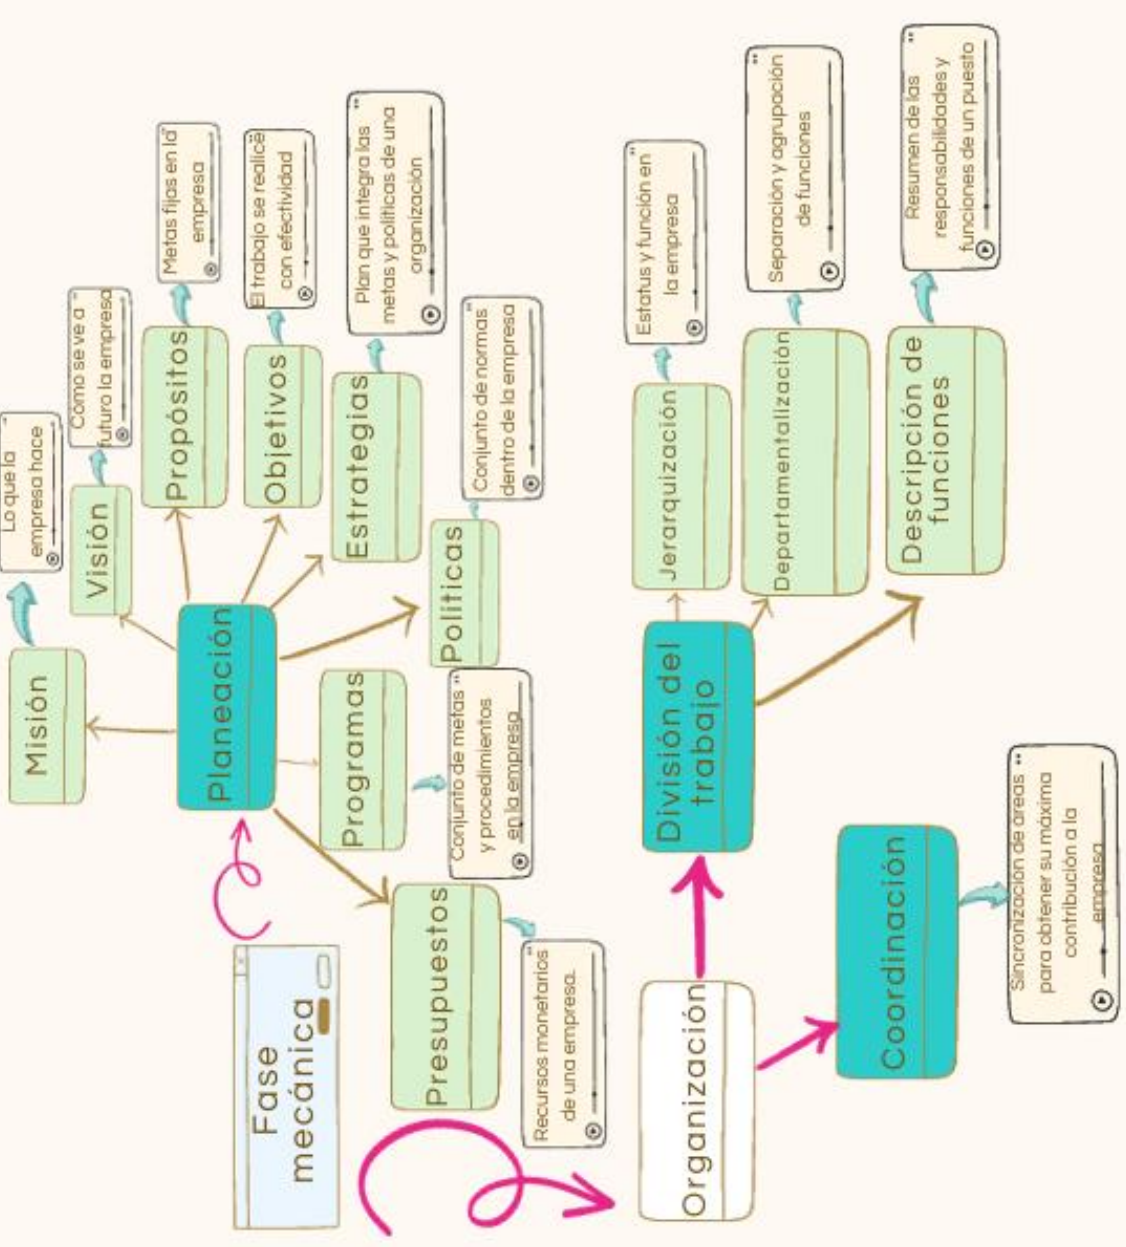 Fase
mecánica
Planeación
Misión
Lo que la
empresa hace
Visión
Como se ve a
futuro la empresa
Propósitos
Metas fijas en la
empresa
Objetivos
El trabajo se realice
con efectividad
Estrategias
Plan que integra las
metas y políticas de una
organización
Políticas
Conjunto de normas
dentro de la empresa
Programas
Conjunto de metas
y procedimientos
en la empresa
Presupuestos
Recursos monetarios
de una empresa.
Organización
División del
trabajo
Jerarquización
Estatus y función en
la empresa
Departamentalización
Separación y agrupación
de funciones
Descripción de
funciones
Resumen de las
responsabilidades y
funciones de un puesto
Coordinación
Sincronización de areas
para obtener su máxima
contribución a la
empresa